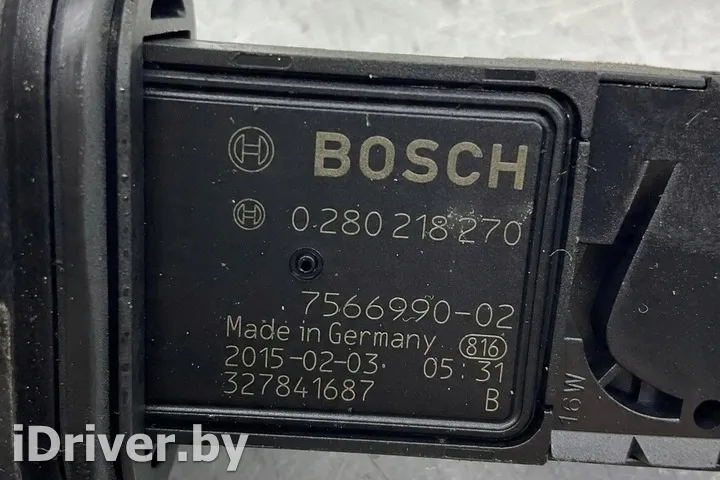 BOSCH
0 280 218 270
7566990-02
Made in Germany 816
2015-02-03 05:31
327841687 B
16W
iDriver.by